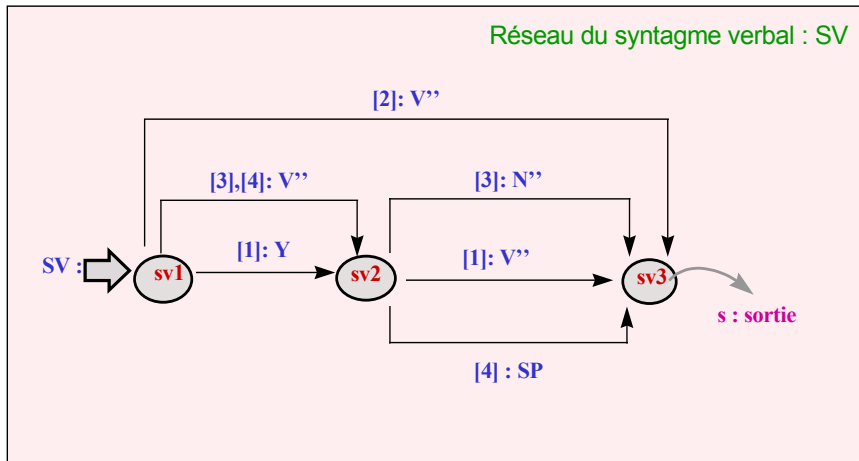 Réseau du syntagme verbal : SV
[2]: V’’
[3],[4]: V’’
[3]: N’’
SV :
sv1
[1]: Y
sv2
[1]: V’’
sv3
s : sortie
[4] : SP